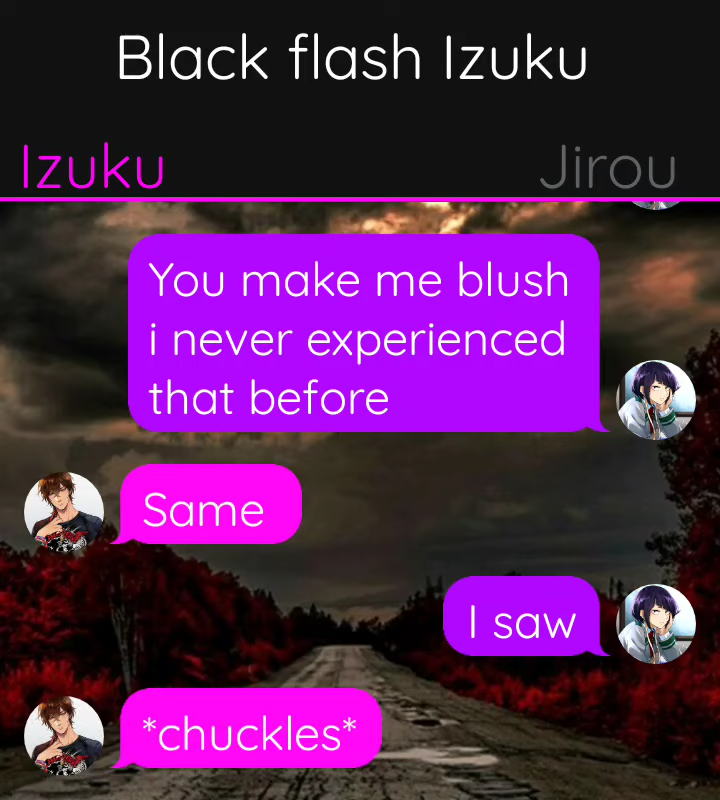 Black flash Izuku
Izuku
Jirou
You make me blush
i never experienced
that before
Same
I saw
*chuckles*